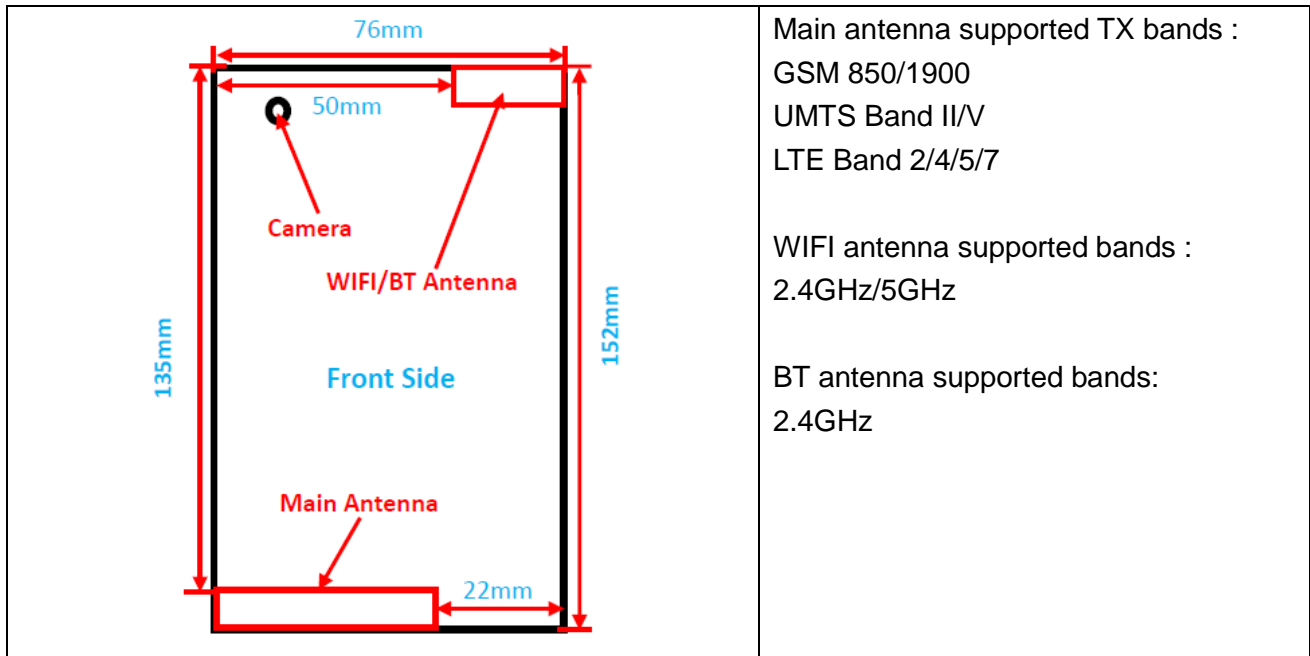 76mm
50mm
Camera
WIFI/BT Antenna
135mm
152mm
Front Side
Main Antenna
22mm
Main antenna supported TX bands :
GSM 850/1900
UMTS Band II/V
LTE Band 2/4/5/7
WIFI antenna supported bands :
2.4GHz/5GHz
BT antenna supported bands:
2.4GHz